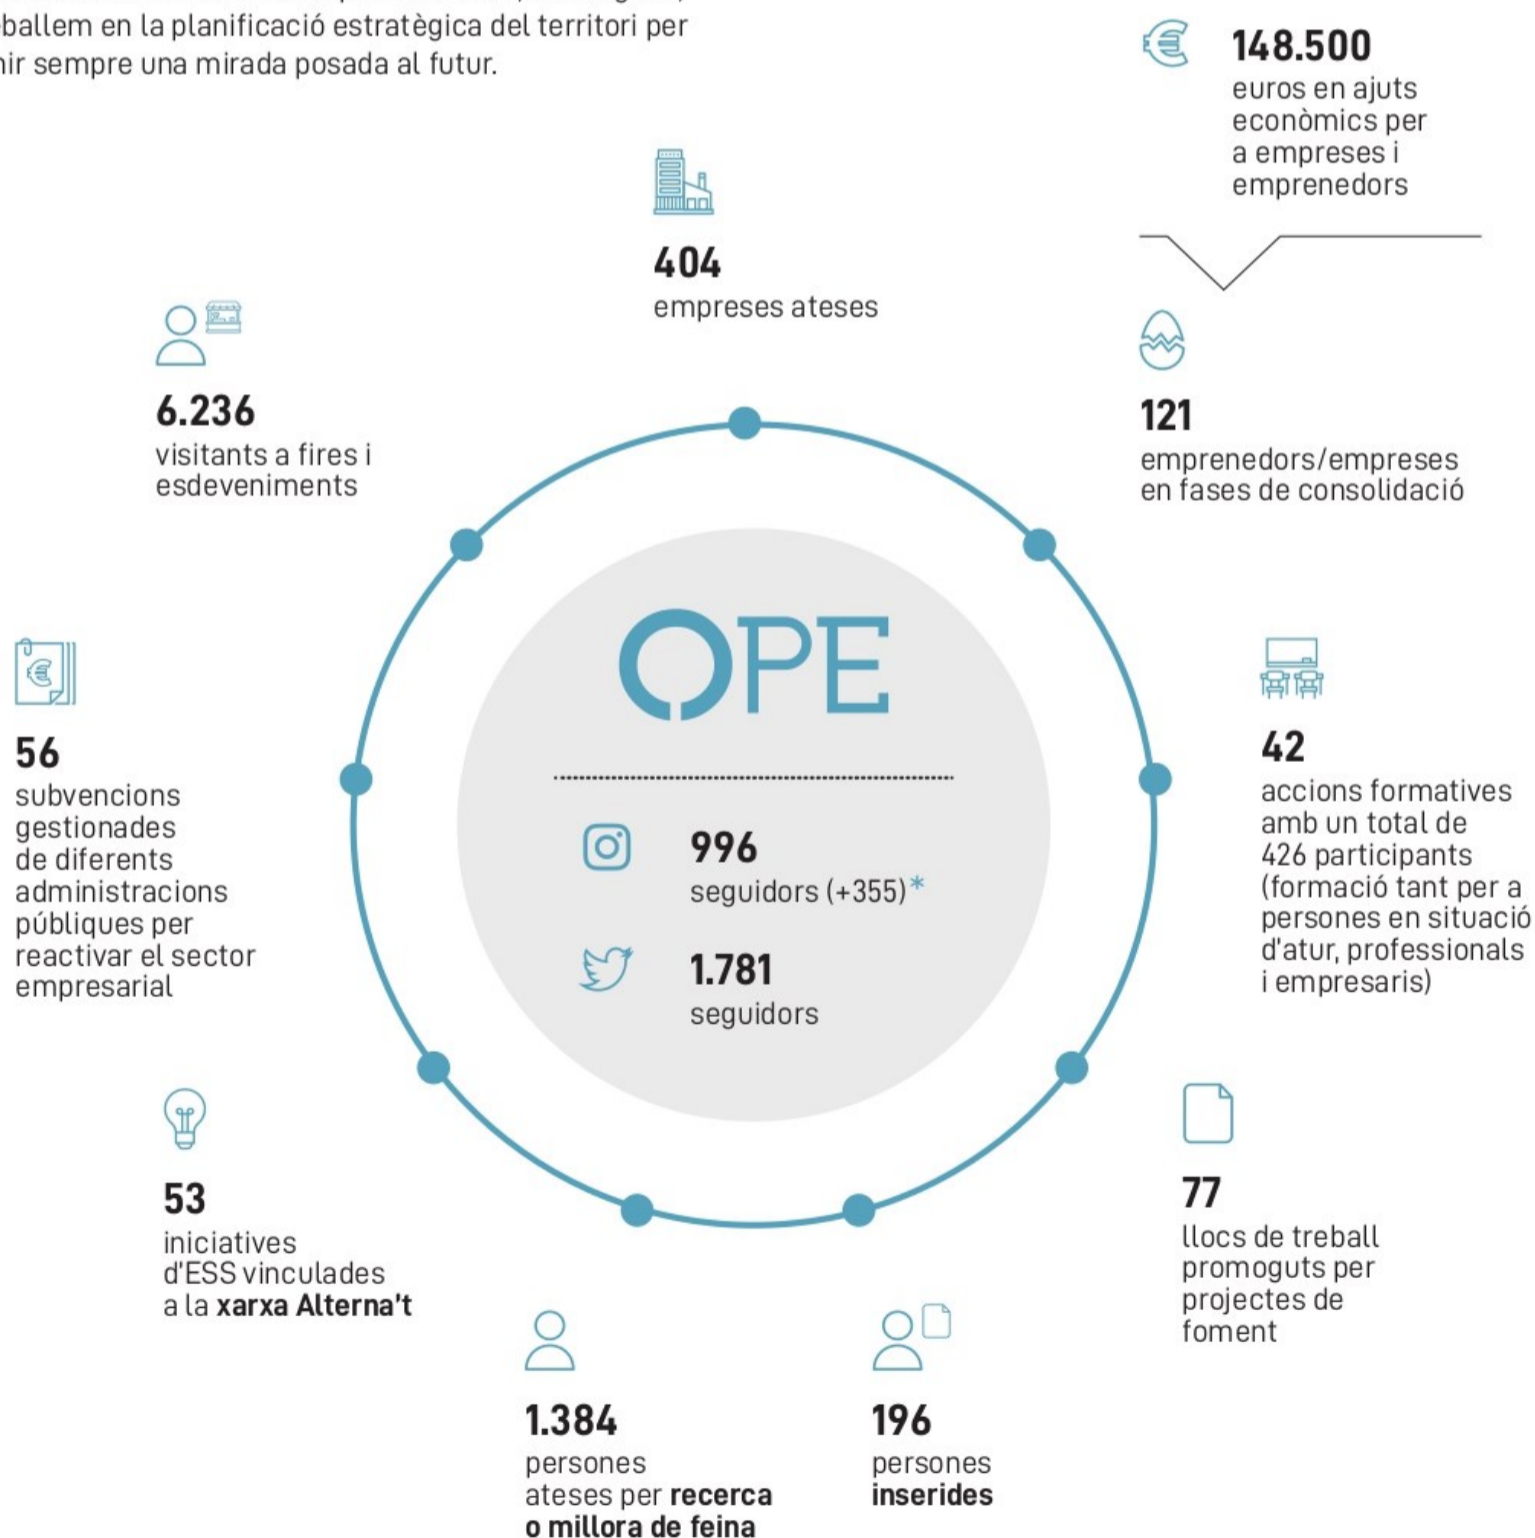 ballem en la planificació estratègica del territori per
nir sempre una mirada posada al futur.
148.500
euros en ajuts
econòmics per
a empreses i
emprenedors
404
empreses ateses
6.236
visitants a fires i
esdeveniments
121
emprenedors/empreses
en fases de consolidació
OPE
996
seguidors (+355)*
1.781
seguidors
56
subvencions
gestionades
de diferents
administracions
públiques per
reactivar el sector
empresarial
42
accions formatives
amb un total de
426 participants
(formació tant per a
persones en situació
d'atur, professionals
i empresaris)
53
iniciatives
d'ESS vinculades
a la xarxa Alterna't
77
llocs de treball
promoguts per
projectes de
foment
1.384
persones
ateses per recerca
o millora de feina
196
persones
inserides